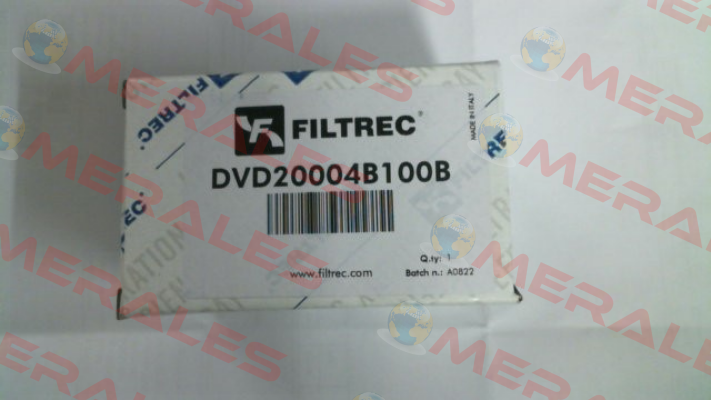 FILTREC®
MADE IN ITALY
DVD20004B100B
www.filtrec.com
Q.ty: 1
Batch n.: A0822
MERALES
MERALES
MERALES
MERALES